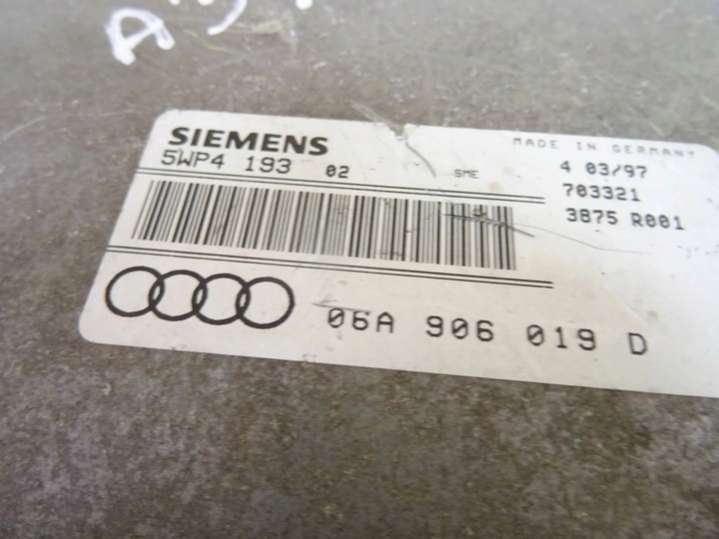 SIEMENS
MADE IN GERMANY
5WP4 193 02
SME
4 03/97
703321
3875 R001
06A 906 019 D